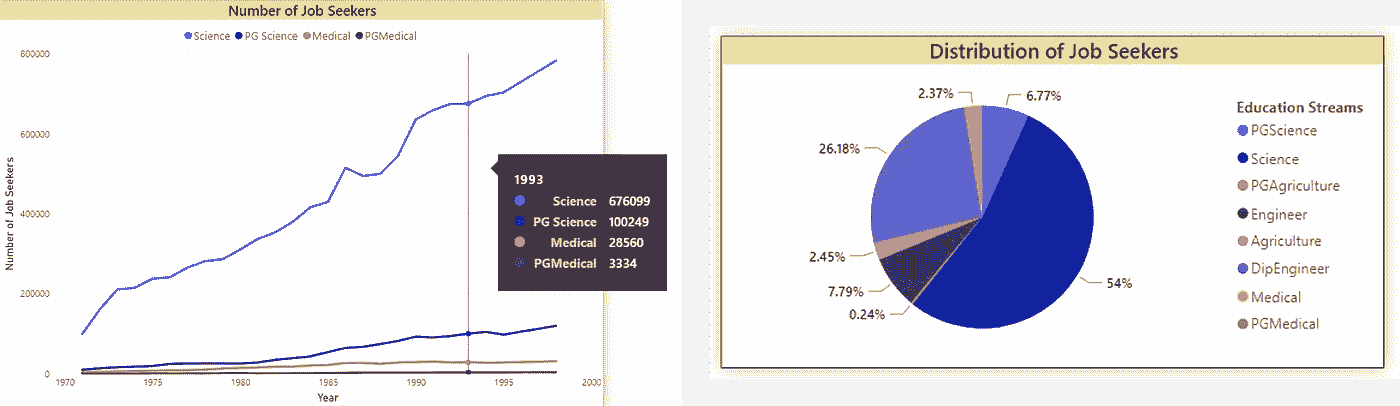 Number of Job Seekers
Science PG Science Medical PGMedical
Number of Job Seekers
800000
600000
400000
200000
0
1970 1975 1980 1985 1990 1995 2000
Year
1993
Science 676099
PG Science 100249
Medical 28560
PGMedical 3334
Distribution of Job Seekers
2.37%
6.77%
26.18%
2.45%
7.79%
0.24%
54%
Education Streams
PGScience
Science
PGAgriculture
Engineer
Agriculture
DipEngineer
Medical
PGMedical